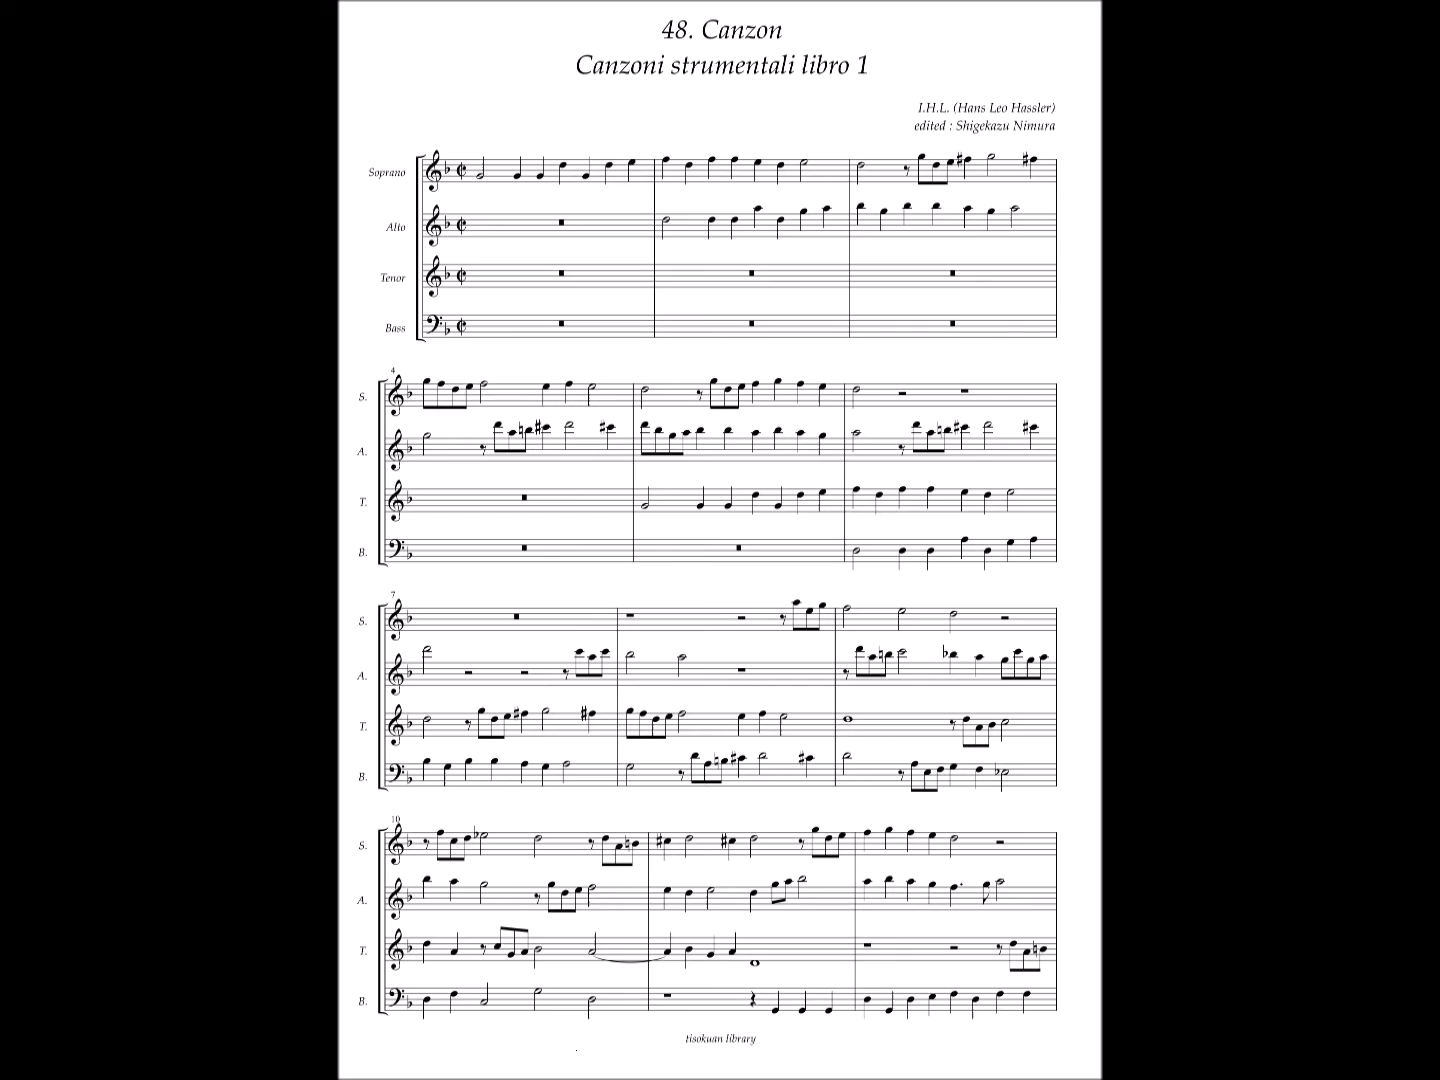 48. Canzon
Canzoni strumentali libro 1
I.H.L. (Hans Leo Hassler)
edited : Shigekazu Nimura
Soprano
Alto
Tenor
Bass
4
S.
A.
T.
B.
7
S.
A.
T.
B.
10
S.
A.
T.
B.
tisokuan library